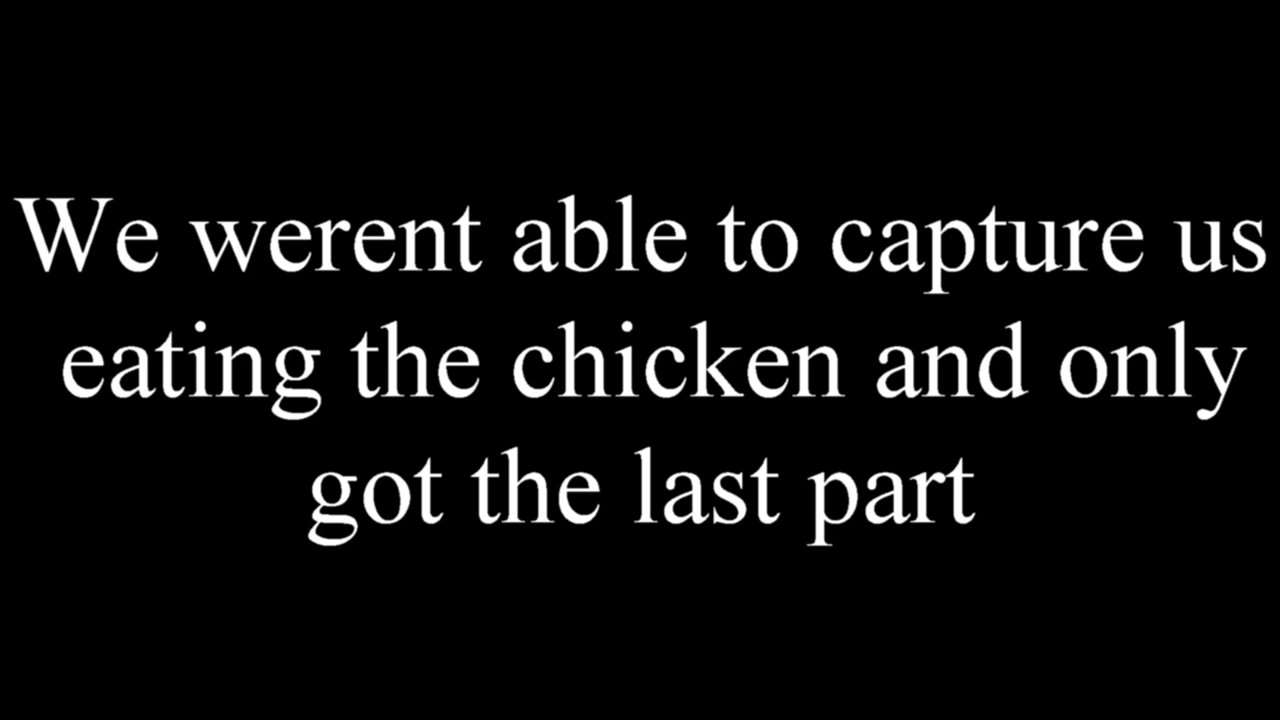 We werent able to capture us
eating the chicken and only
got the last part